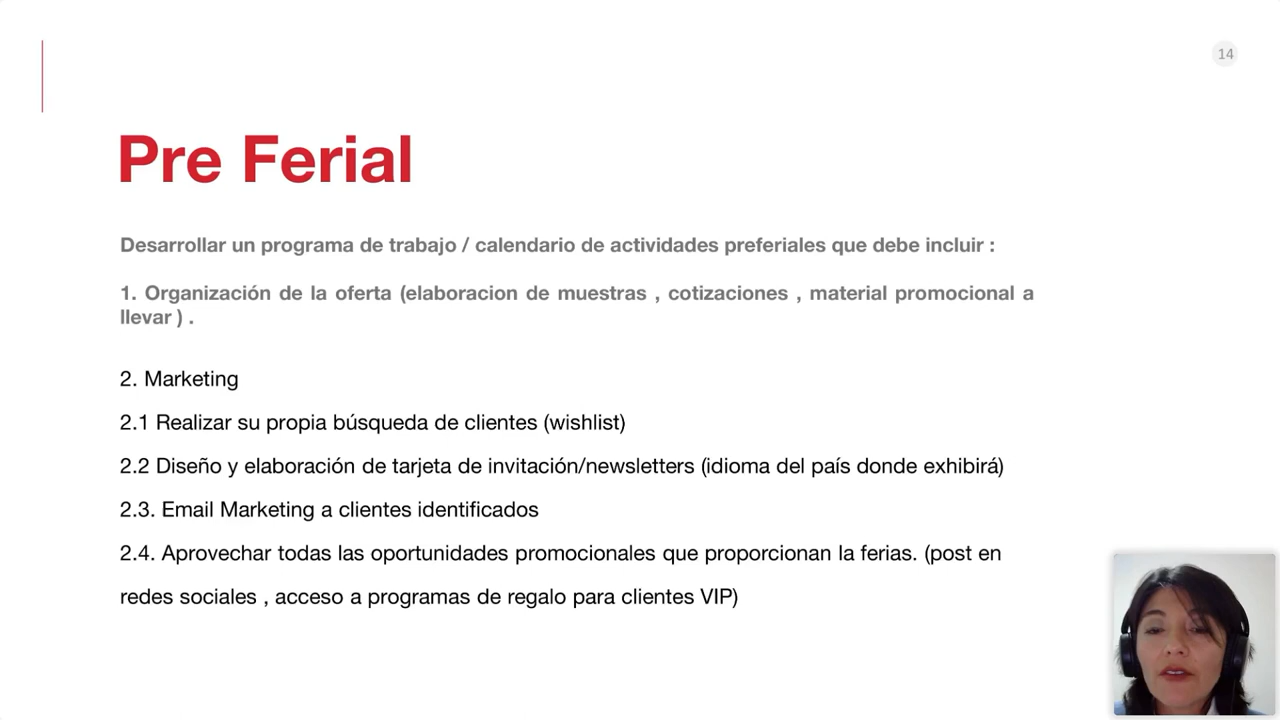 14
Pre Ferial
Desarrollar un programa de trabajo / calendario de actividades preferiales que debe incluir :
1. Organización de la oferta (elaboracion de muestras , cotizaciones , material promocional a
llevar ) .
2. Marketing
2.1 Realizar su propia búsqueda de clientes (wishlist)
2.2 Diseño y elaboración de tarjeta de invitación/newsletters (idioma del país donde exhibirá)
2.3. Email Marketing a clientes identificados
2.4. Aprovechar todas las oportunidades promocionales que proporcionan la ferias. (post en
redes sociales , acceso a programas de regalo para clientes VIP)